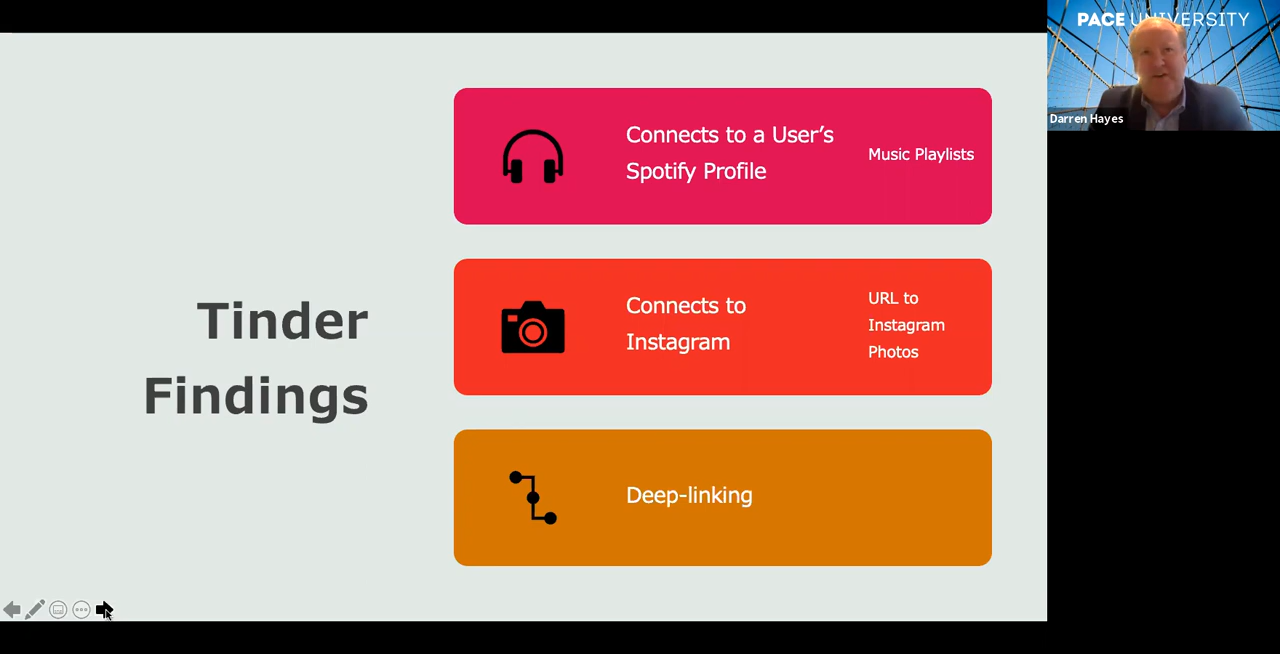 Tinder
Findings
Connects to a User’s
Spotify Profile
Music Playlists
Connects to
Instagram
URL to
Instagram
Photos
Deep-linking
PACE UNIVERSITY
Darren Hayes